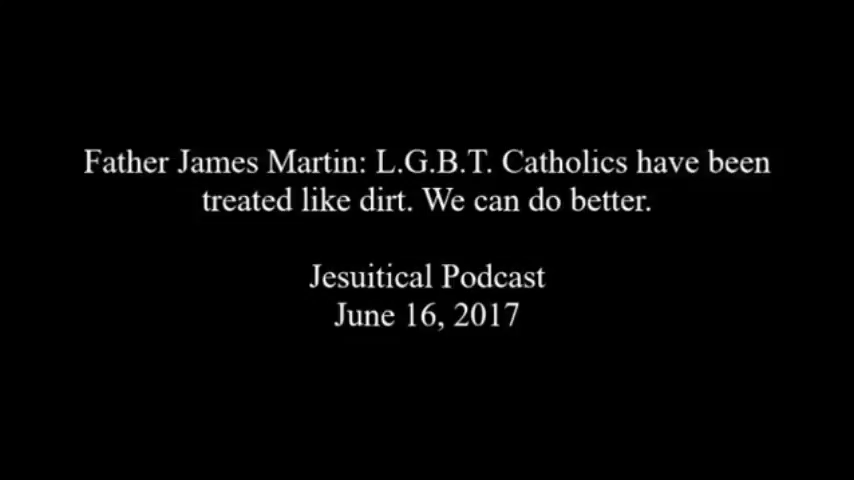 Father James Martin: L.G.B.T. Catholics have been
treated like dirt. We can do better.
Jesuitical Podcast
June 16, 2017